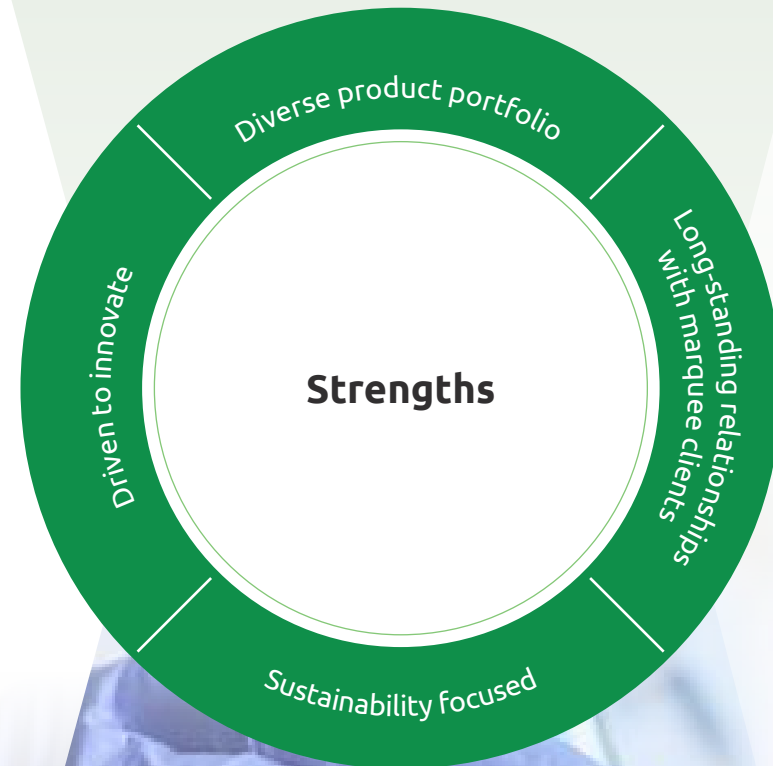 Diverse product portfolio
Long-standing relationships
with marquee clients
Sustainability focused
Driven to innovate
Strengths